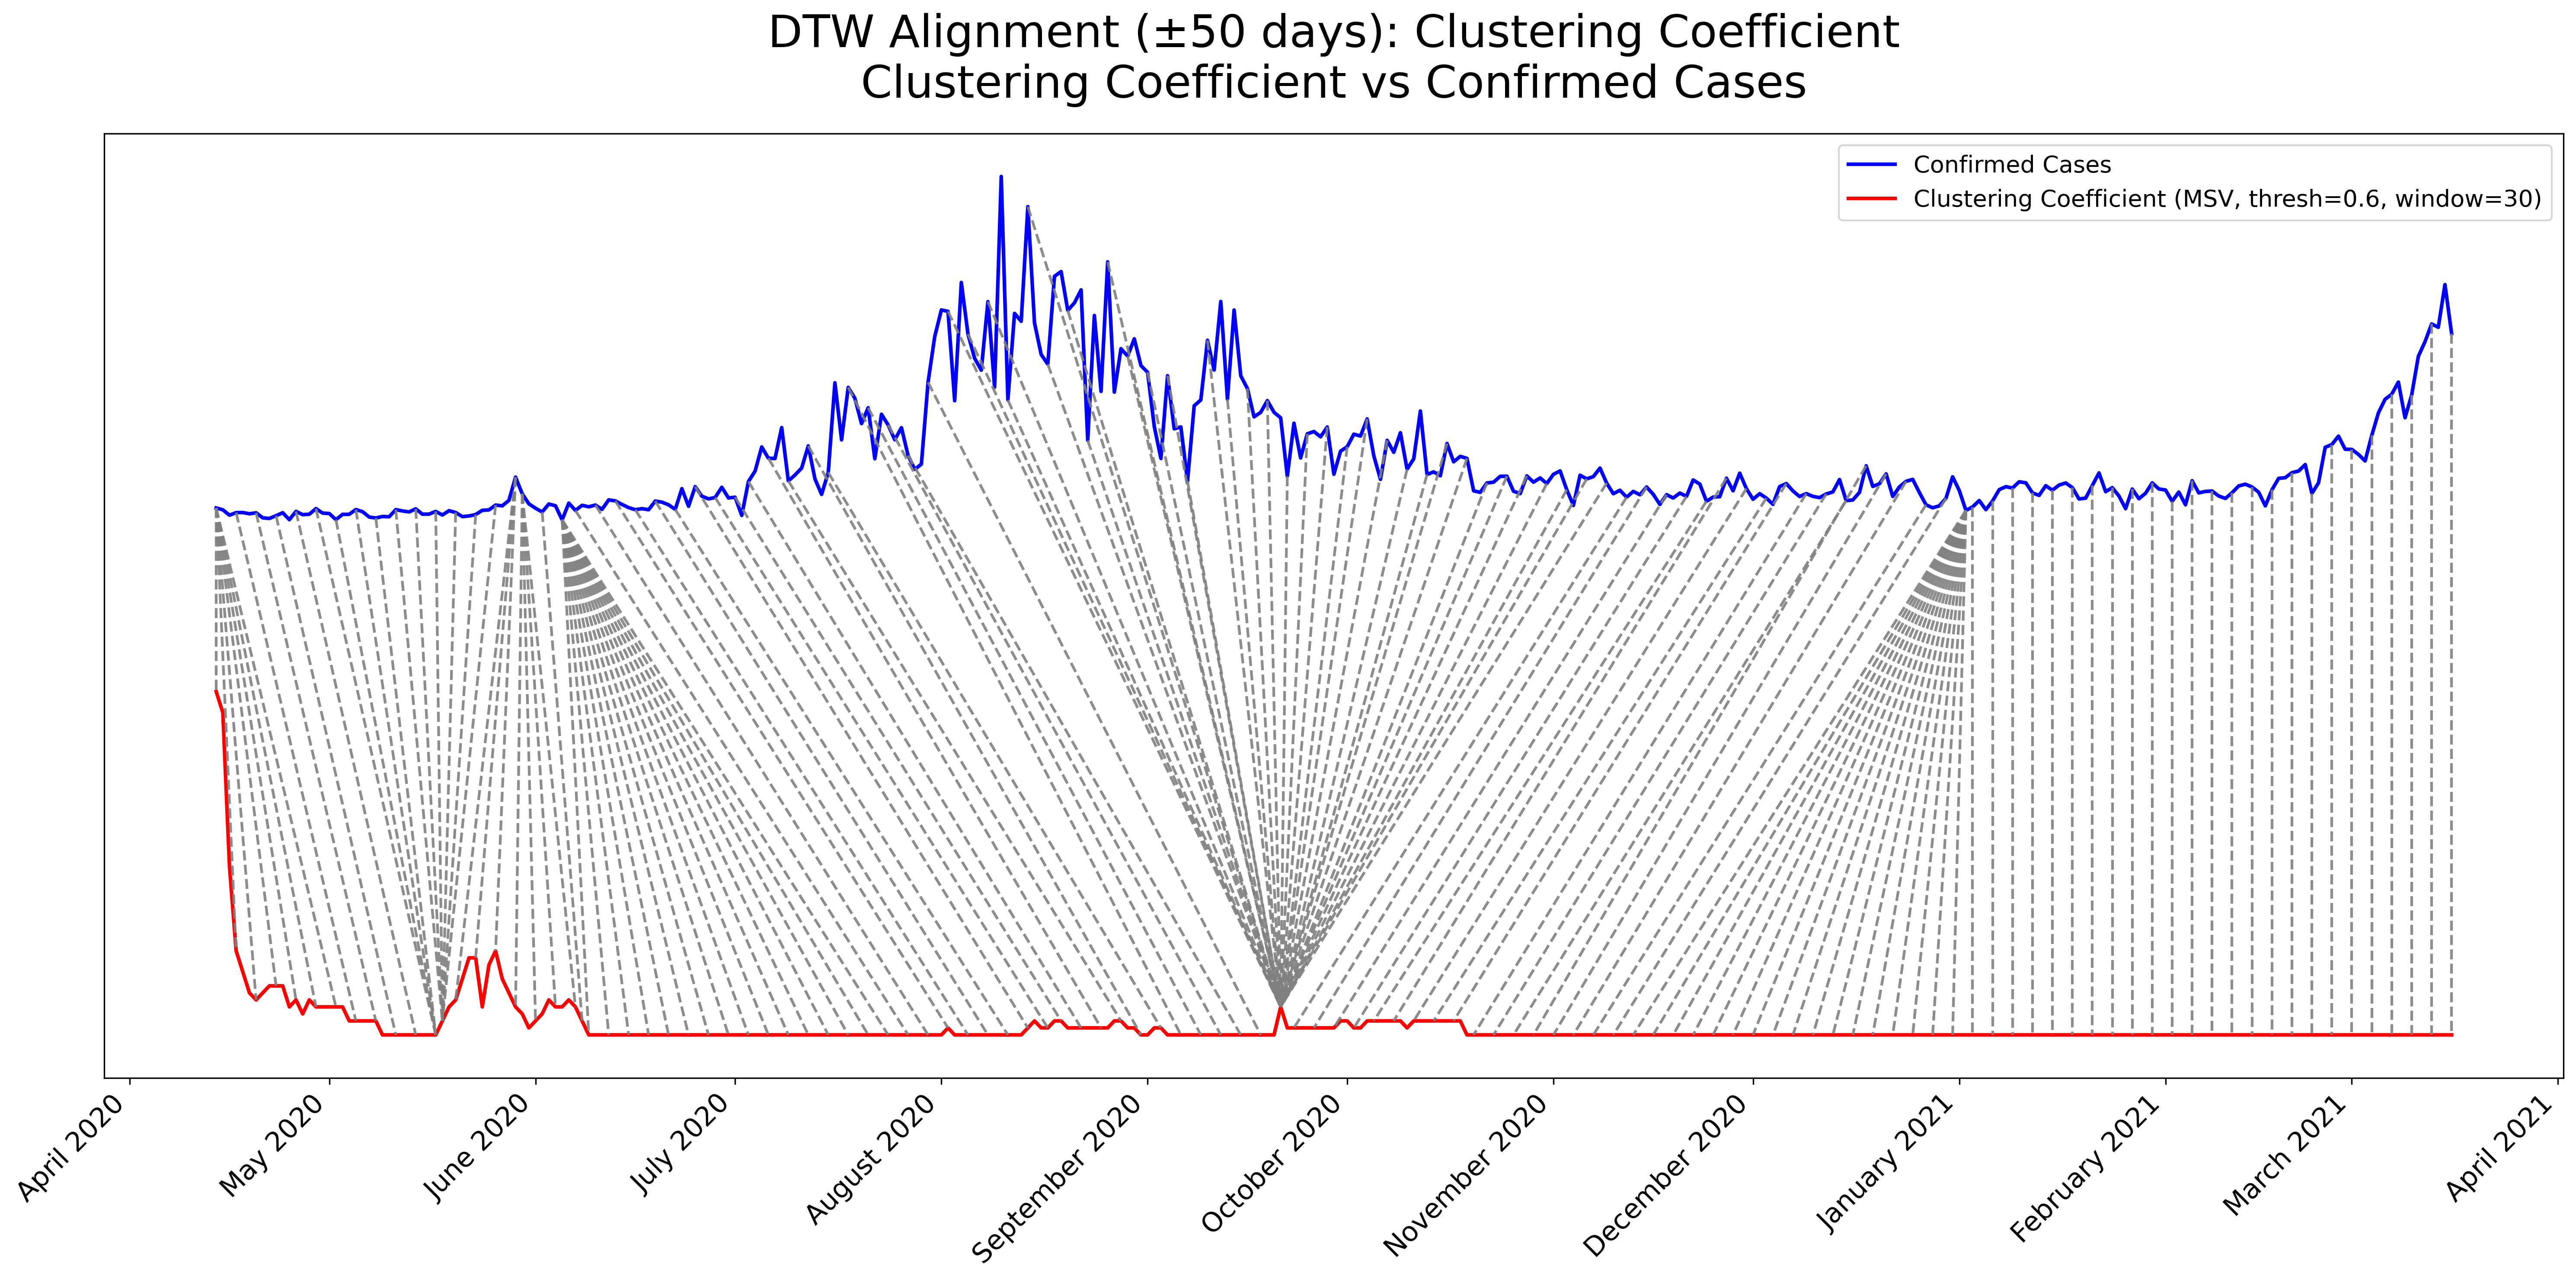 DTW Alignment (±50 days): Clustering Coefficient
Clustering Coefficient vs Confirmed Cases
Confirmed Cases
Clustering Coefficient (MSV, thresh=0.6, window=30)
April 2020
May 2020
June 2020
July 2020
August 2020
September 2020
October 2020
November 2020
December 2020
January 2021
February 2021
March 2021
April 2021